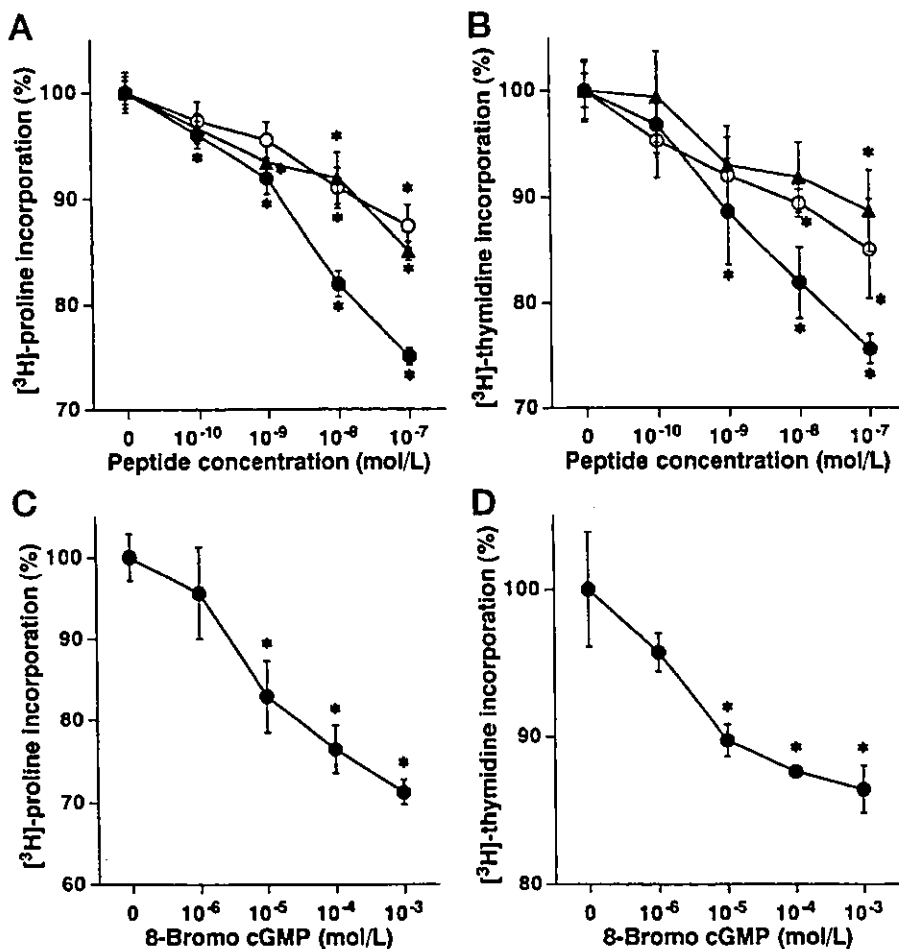 A
[³H]-proline incorporation (%)
100
90
80
70
0 10⁻¹⁰ 10⁻⁹ 10⁻⁸ 10⁻⁷
Peptide concentration (mol/L)
* * * * * * * * *
B
[³H]-thymidine incorporation (%)
100
90
80
70
0 10⁻¹⁰ 10⁻⁹ 10⁻⁸ 10⁻⁷
Peptide concentration (mol/L)
* * * * * *
C
[³H]-proline incorporation (%)
100
90
80
70
60
0 10⁻⁶ 10⁻⁵ 10⁻⁴ 10⁻³
8-Bromo cGMP (mol/L)
* * *
D
[³H]-thymidine incorporation (%)
100
90
80
0 10⁻⁶ 10⁻⁵ 10⁻⁴ 10⁻³
8-Bromo cGMP (mol/L)
* * *